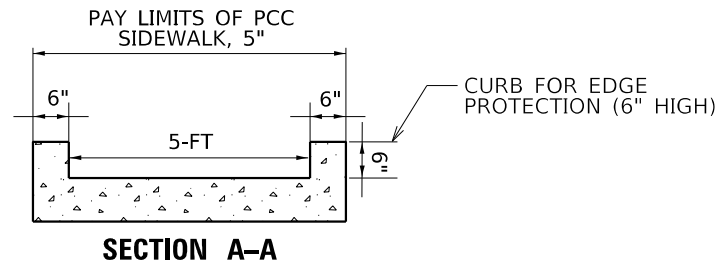 PAY LIMITS OF PCC
SIDEWALK, 5"
6"
6"
CURB FOR EDGE
PROTECTION (6" HIGH)
5-FT
6"
SECTION A–A